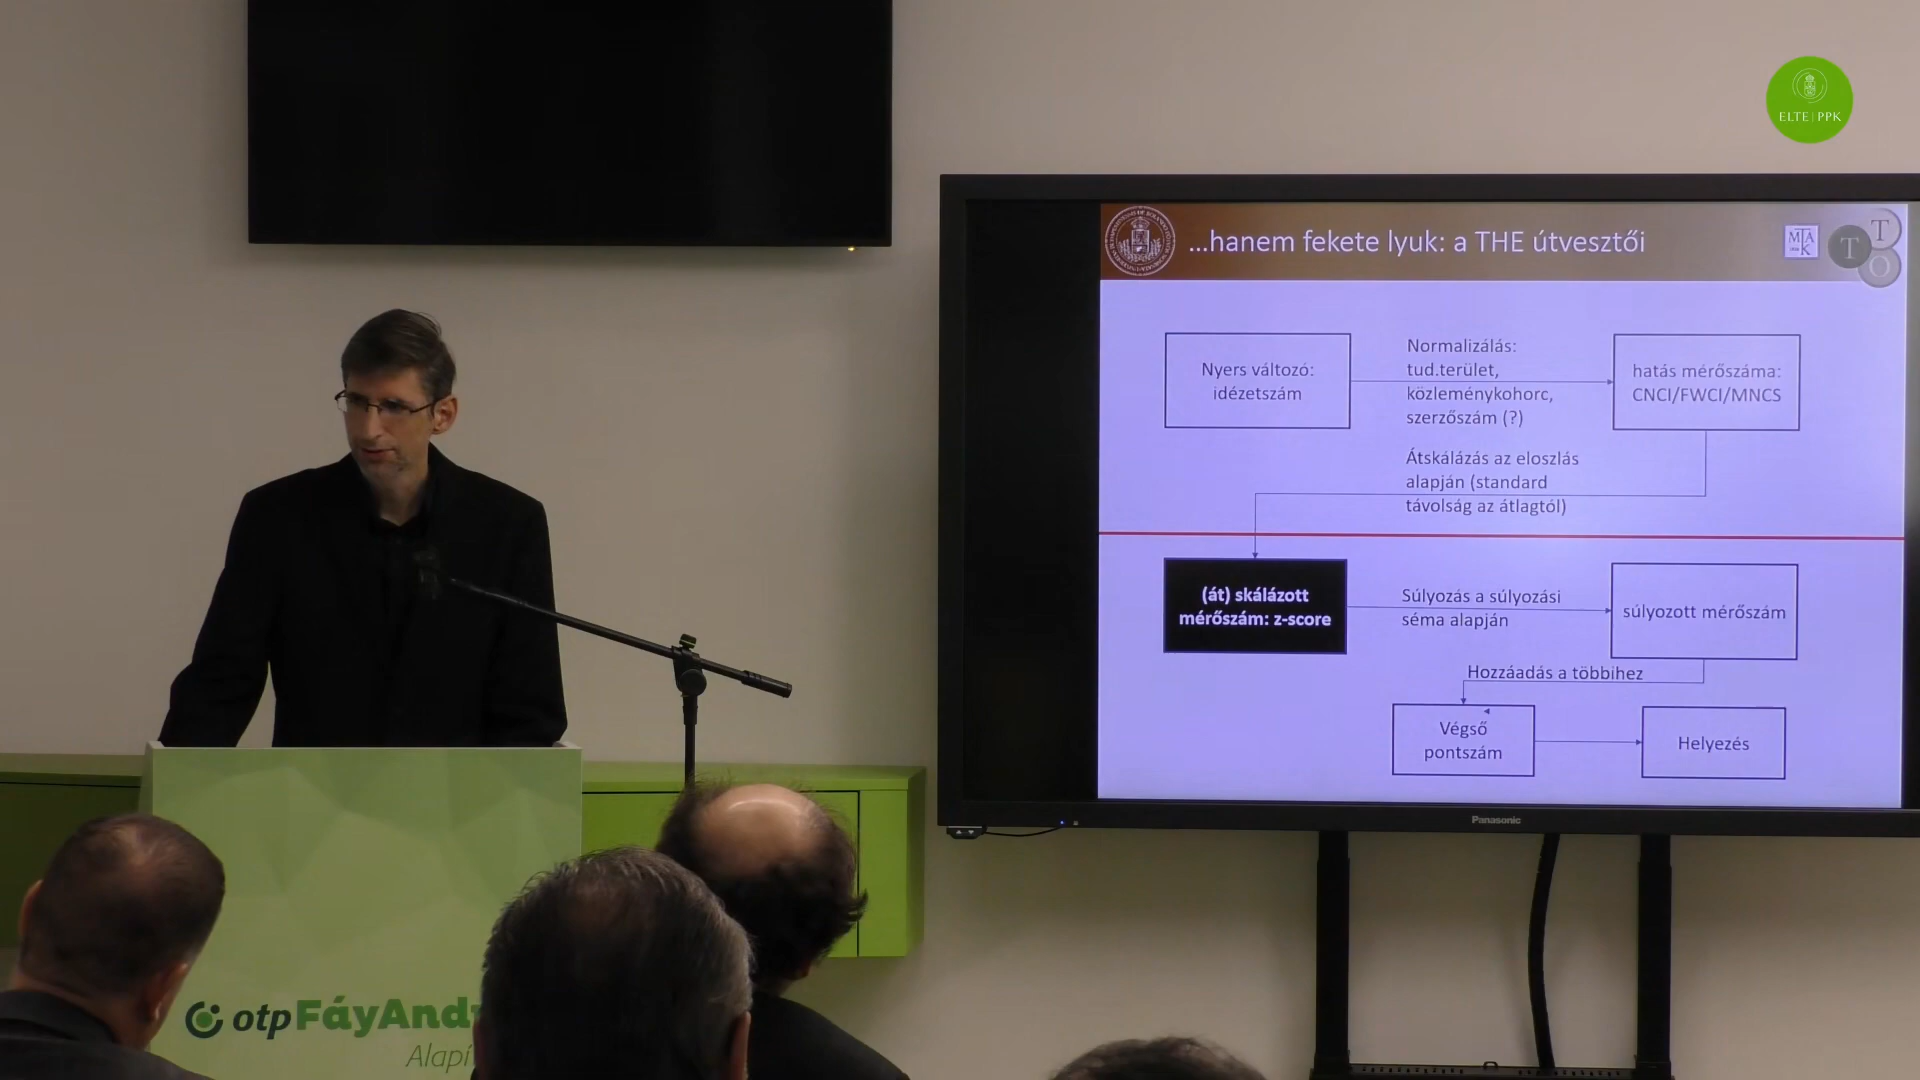 ELTE | PPK
...hanem fekete lyuk: a THE útvesztői
M TA
K
T
T
O
Nyers változó:
idézetszám
Normalizálás:
tud.terület,
közleménykohorc,
szerzőszám (?)
hatás mérőszáma:
CNCI/FWCI/MNCS
Átskálázás az eloszlás
alapján (standard
távolság az átlagtól)
(át) skálázott
mérőszám: z-score
Súlyozás a súlyozási
séma alapján
súlyozott mérőszám
Hozzáadás a többihez
Végső
pontszám
Helyezés
Panasonic
otp FáyAnd
Alapí